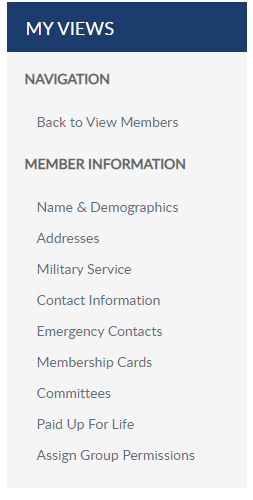 MY VIEWS
NAVIGATION
Back to View Members
MEMBER INFORMATION
Name & Demographics
Addresses
Military Service
Contact Information
Emergency Contacts
Membership Cards
Committees
Paid Up For Life
Assign Group Permissions